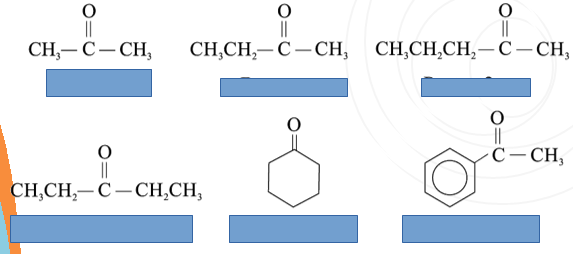 O O O
CH₃— C — CH₃ CH₃CH₂— C — CH₃ CH₃CH₂CH₂— C — CH₃
O O O
C — CH₃
CH₃CH₂— C — CH₂CH₃